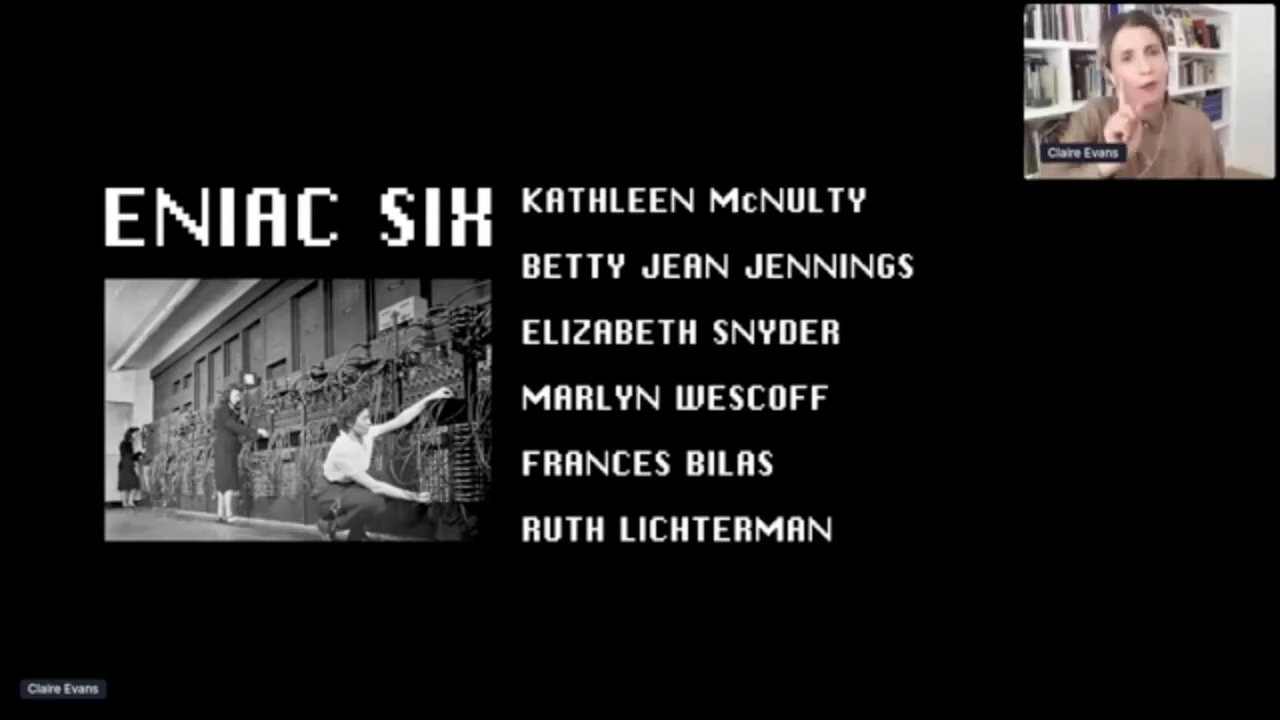 Claire Evans
ENIAC SIX
KATHLEEN McNULTY
BETTY JEAN JENNINGS
ELIZABETH SNYDER
MARLYN WESCOFF
FRANCES BILAS
RUTH LICHTERMAN
Claire Evans